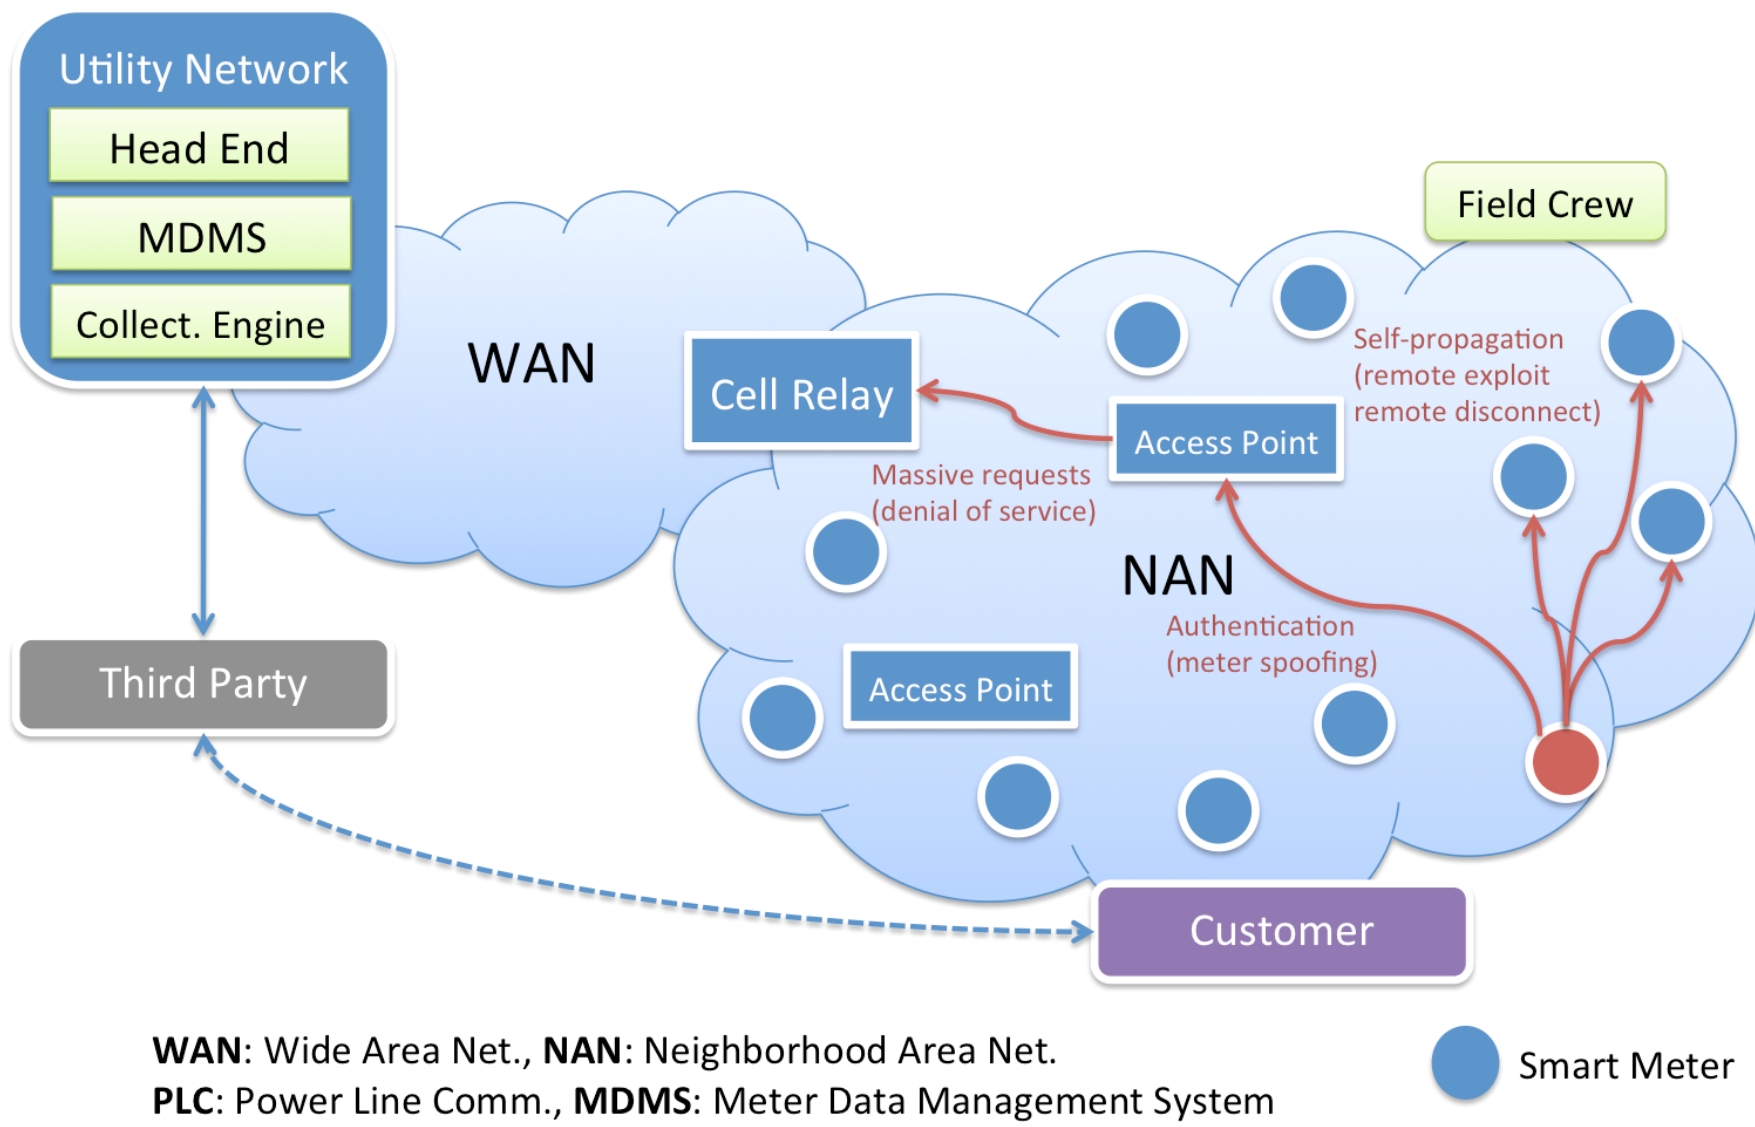 Utility Network
Head End
MDMS
Collect. Engine
WAN
Field Crew
Cell Relay
Self-propagation
(remote exploit
remote disconnect)
Access Point
Massive requests
(denial of service)
NAN
Authentication
(meter spoofing)
Access Point
Third Party
Customer
WAN: Wide Area Net., NAN: Neighborhood Area Net.
PLC: Power Line Comm., MDMS: Meter Data Management System
Smart Meter